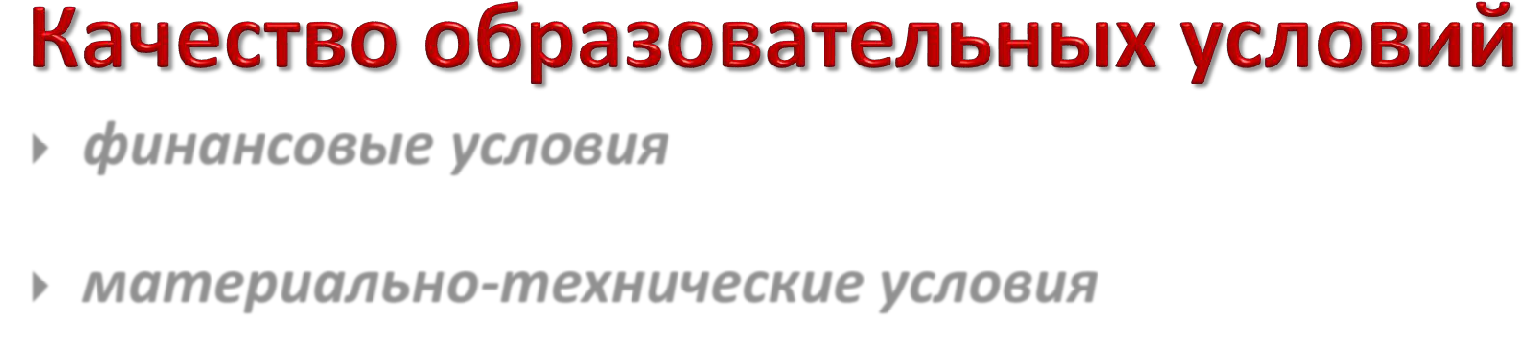 Качество образовательных условий
финансовые условия
материально-технические условия